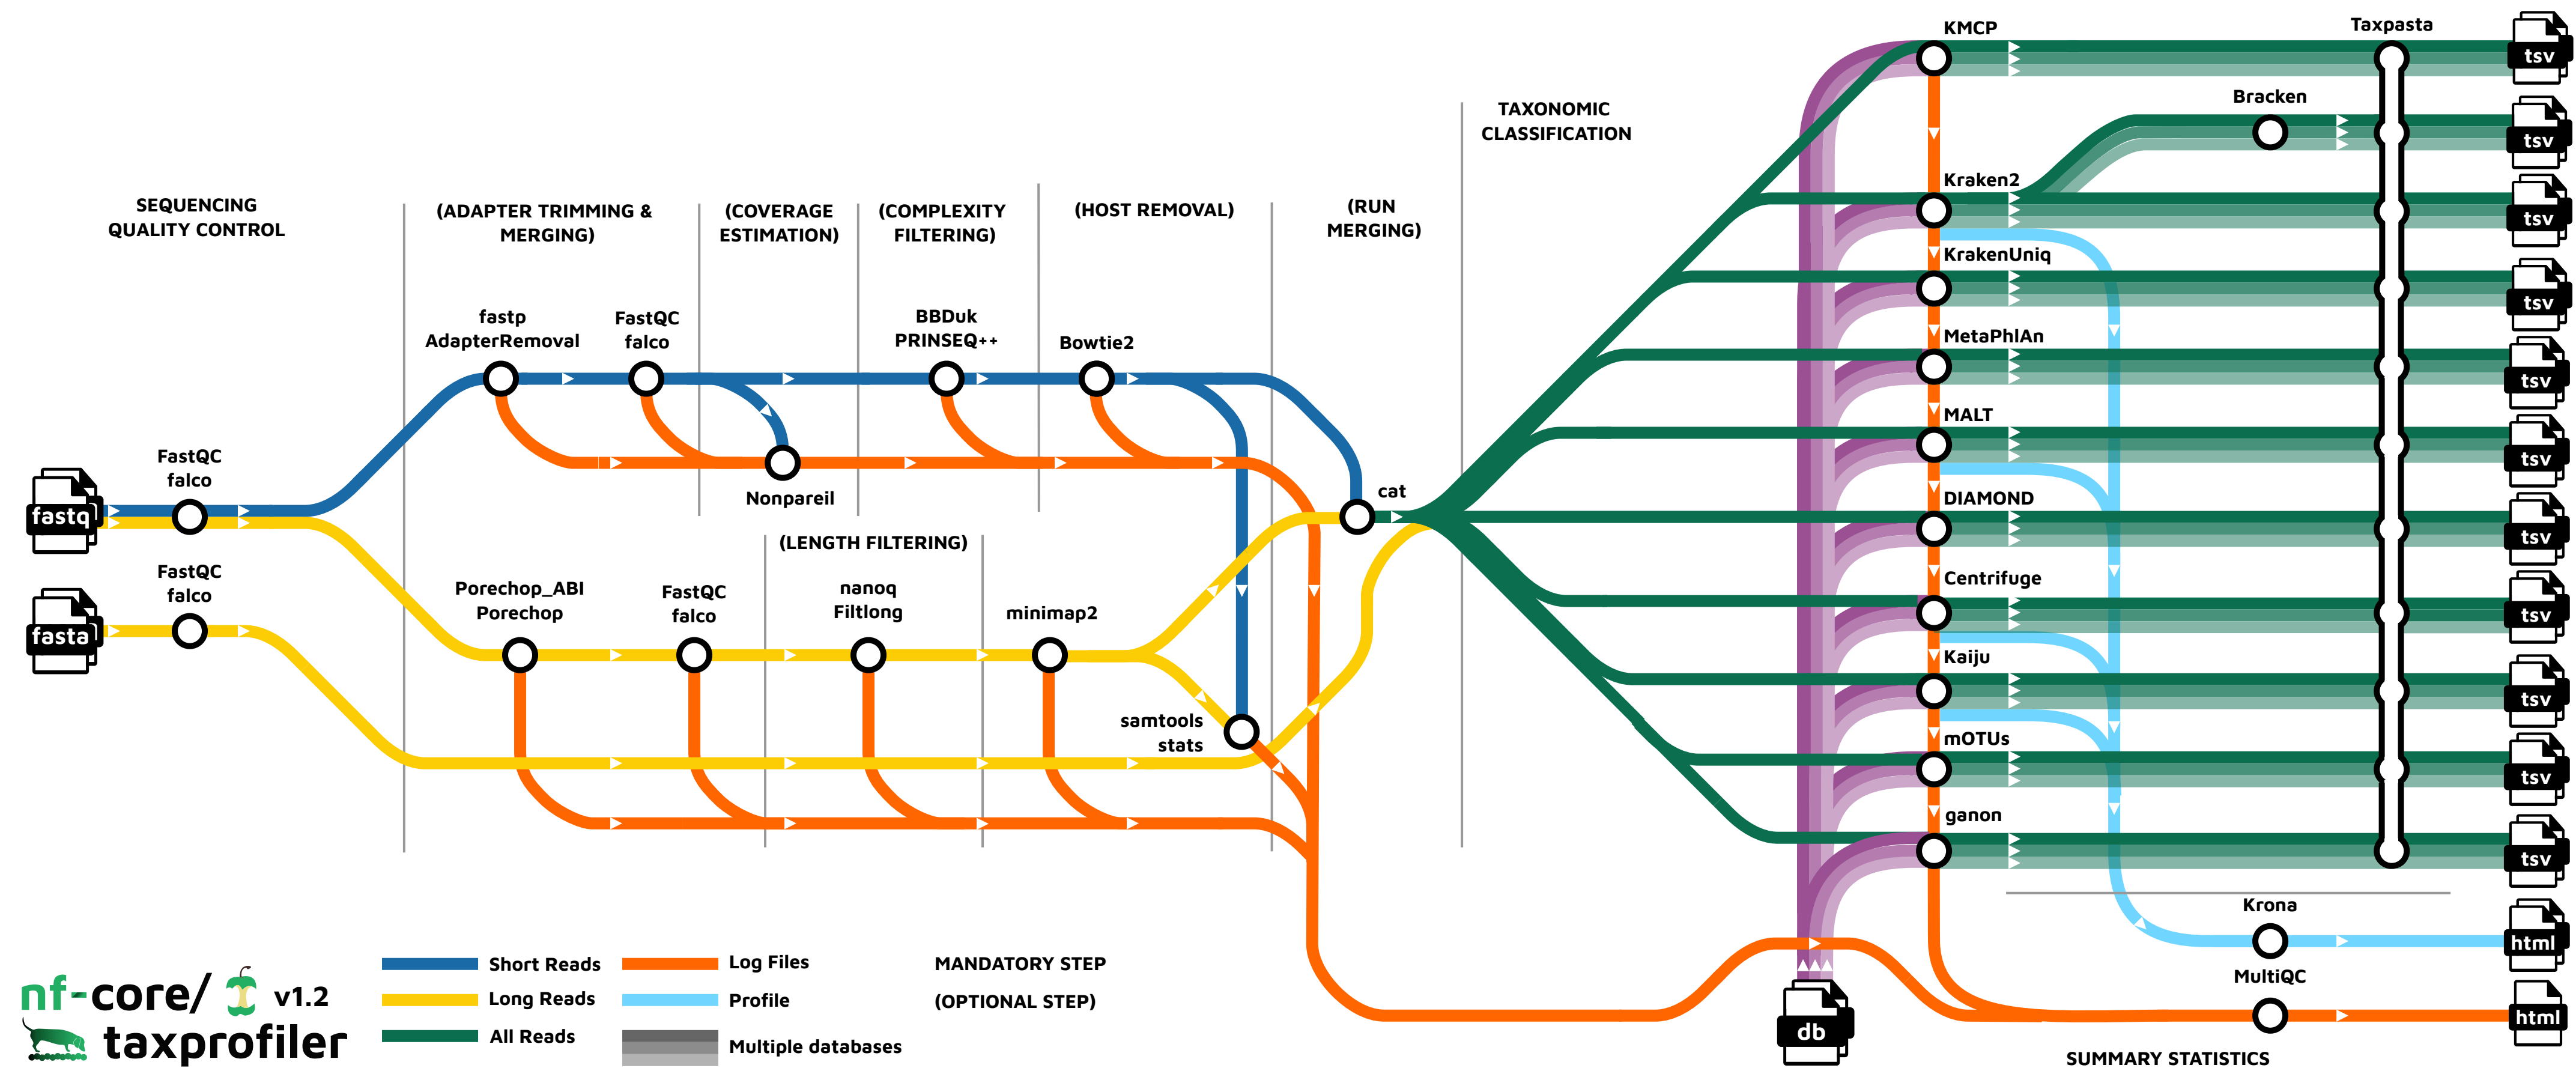 SEQUENCING
QUALITY CONTROL
(ADAPTER TRIMMING &
MERGING)
(COVERAGE
ESTIMATION)
(COMPLEXITY
FILTERING)
(HOST REMOVAL)
(RUN
MERGING)
TAXONOMIC
CLASSIFICATION
fastq
FastQC
falco
fasta
FastQC
falco
fastp
AdapterRemoval
FastQC
falco
Nonpareil
BBDuk
PRINSEQ++
Bowtie2
(LENGTH FILTERING)
Porechop_ABI
Porechop
FastQC
falco
nanoq
Filtlong
minimap2
samtools
stats
cat
KMCP
Kraken2
KrakenUniq
MetaPhlAn
MALT
DIAMOND
Centrifuge
Kaiju
mOTUs
ganon
Bracken
Taxpasta
tsv
tsv
tsv
tsv
tsv
tsv
tsv
tsv
tsv
tsv
tsv
Krona
html
MultiQC
html
SUMMARY STATISTICS
db
nf-core/
v1.2
taxprofiler
Short Reads
Long Reads
All Reads
Log Files
Profile
Multiple databases
MANDATORY STEP
(OPTIONAL STEP)